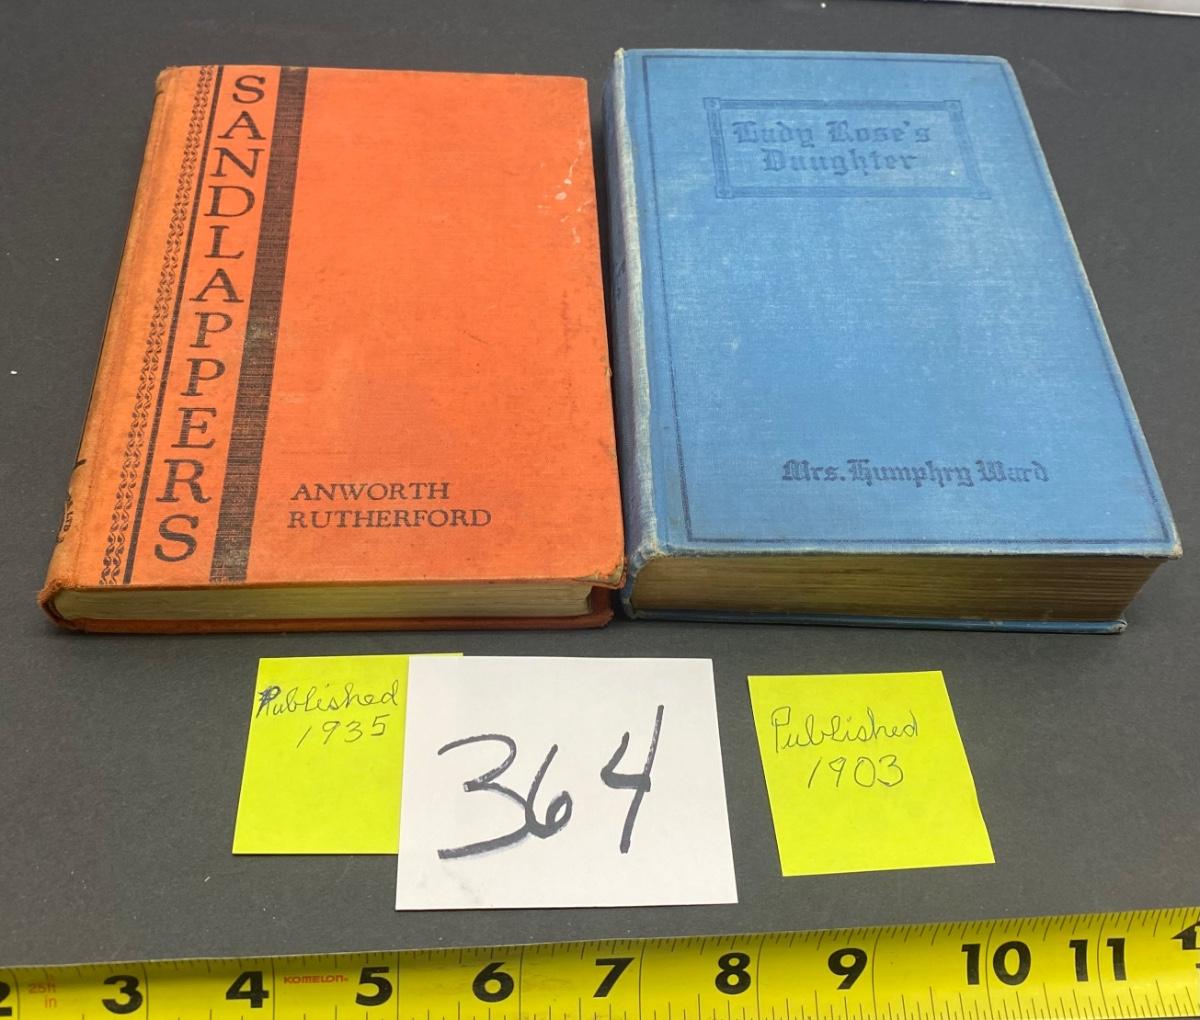 SANDLAPPERS
ANWORTH
RUTHERFORD
Lady Rose's
Daughter
Mrs. Humphry Ward
Published
1935
364
Published
1903
2 3 4 5 6 7 8 9 10 11
25ft
in
KOMELON